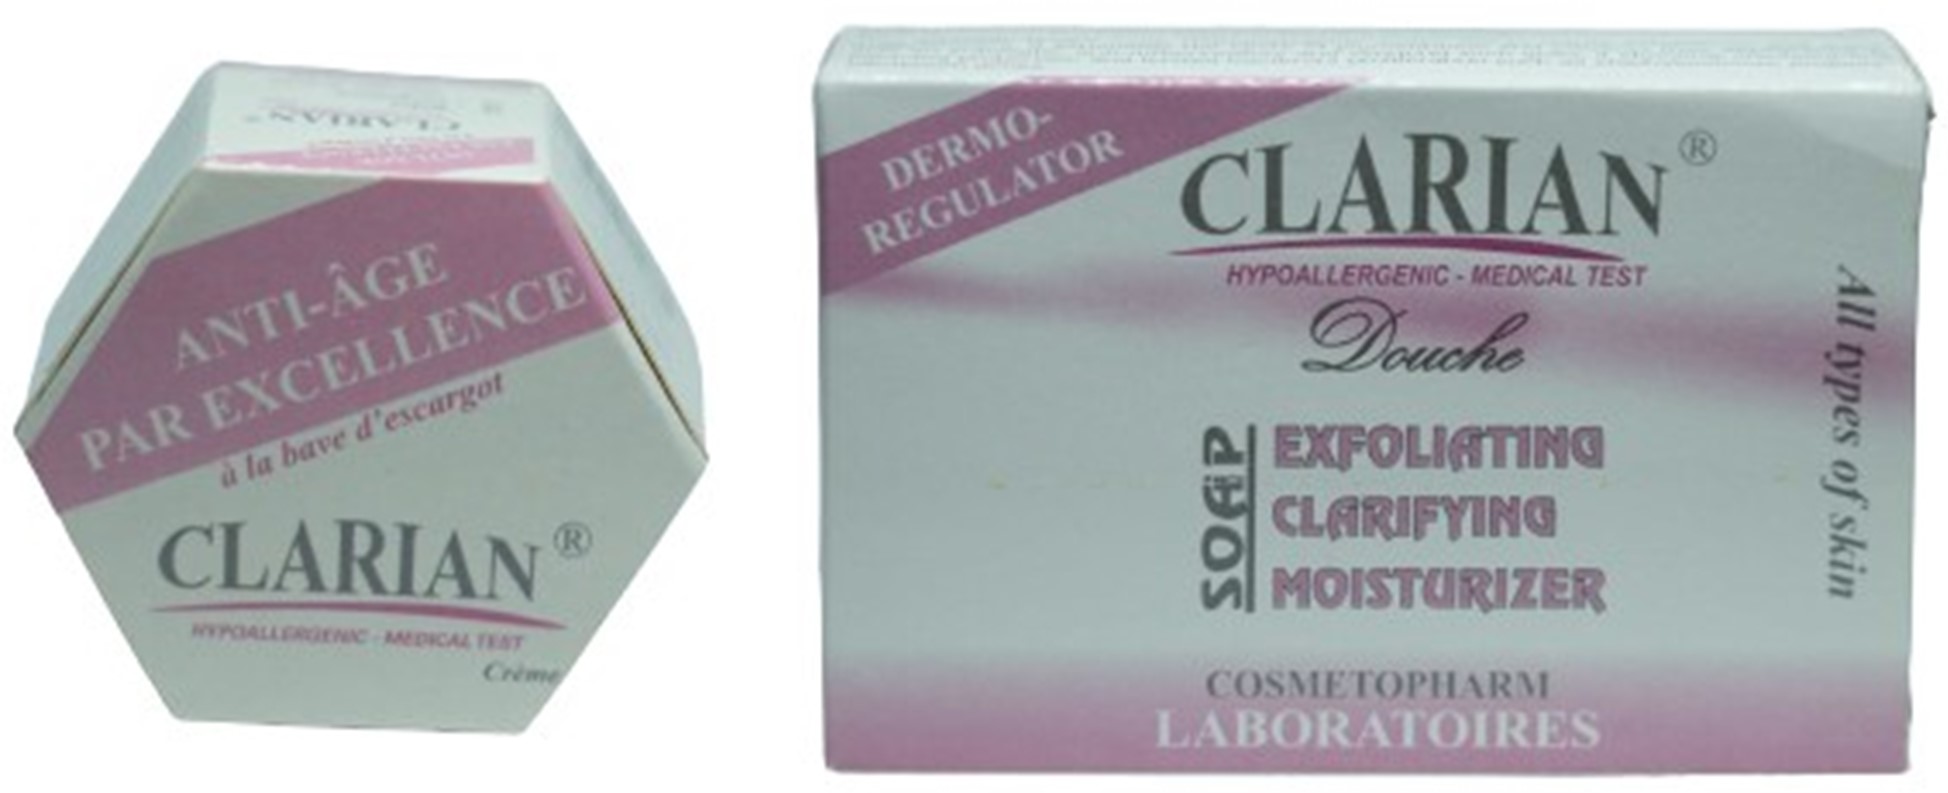 CLARIAN®
ANTI-ÂGE
PAR EXCELLENCE
à la bave d'escargot
CLARIAN®
HYPOALLERGENIC - MEDICAL TEST
Crème
DERMO-
REGULATOR
CLARIAN®
HYPOALLERGENIC - MEDICAL TEST
Douche
SOAP
EXFOLIATING
CLARIFYING
MOISTURIZER
All types of skin
COSMETOPHARM
LABORATOIRES